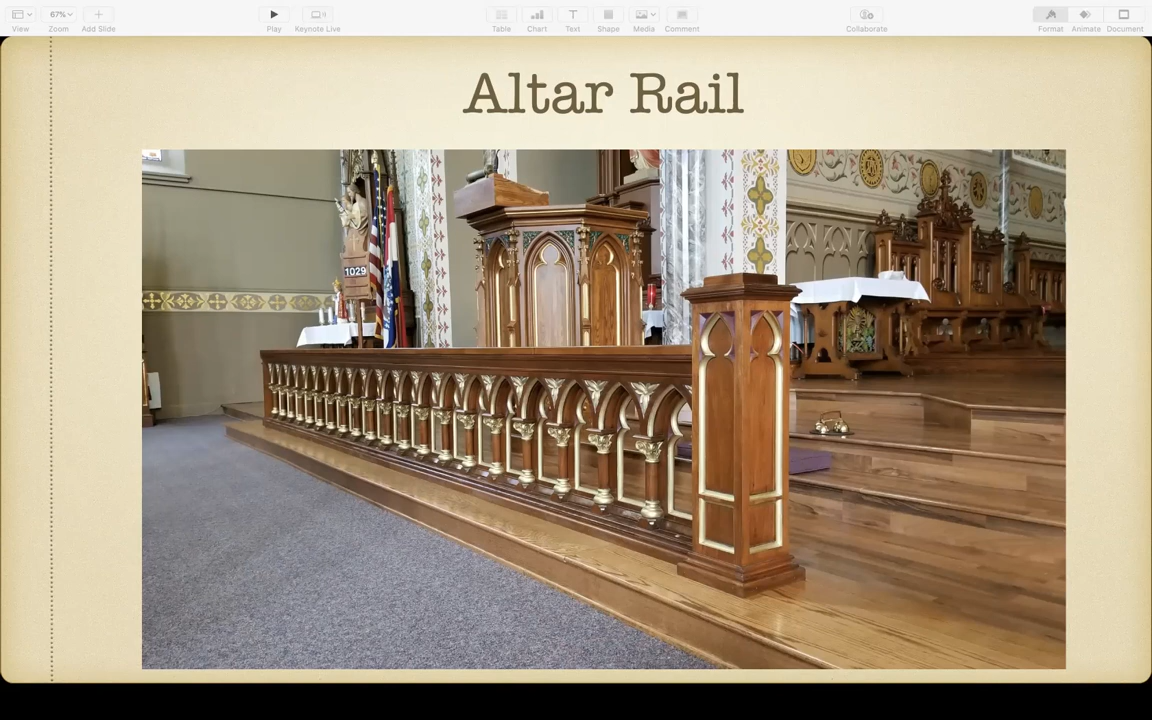 67%
View
Zoom
Add Slide
Play
Keynote Live
Table
Chart
Text
Shape
Media
Comment
Collaborate
Format
Animate
Document
Altar Rail
1029